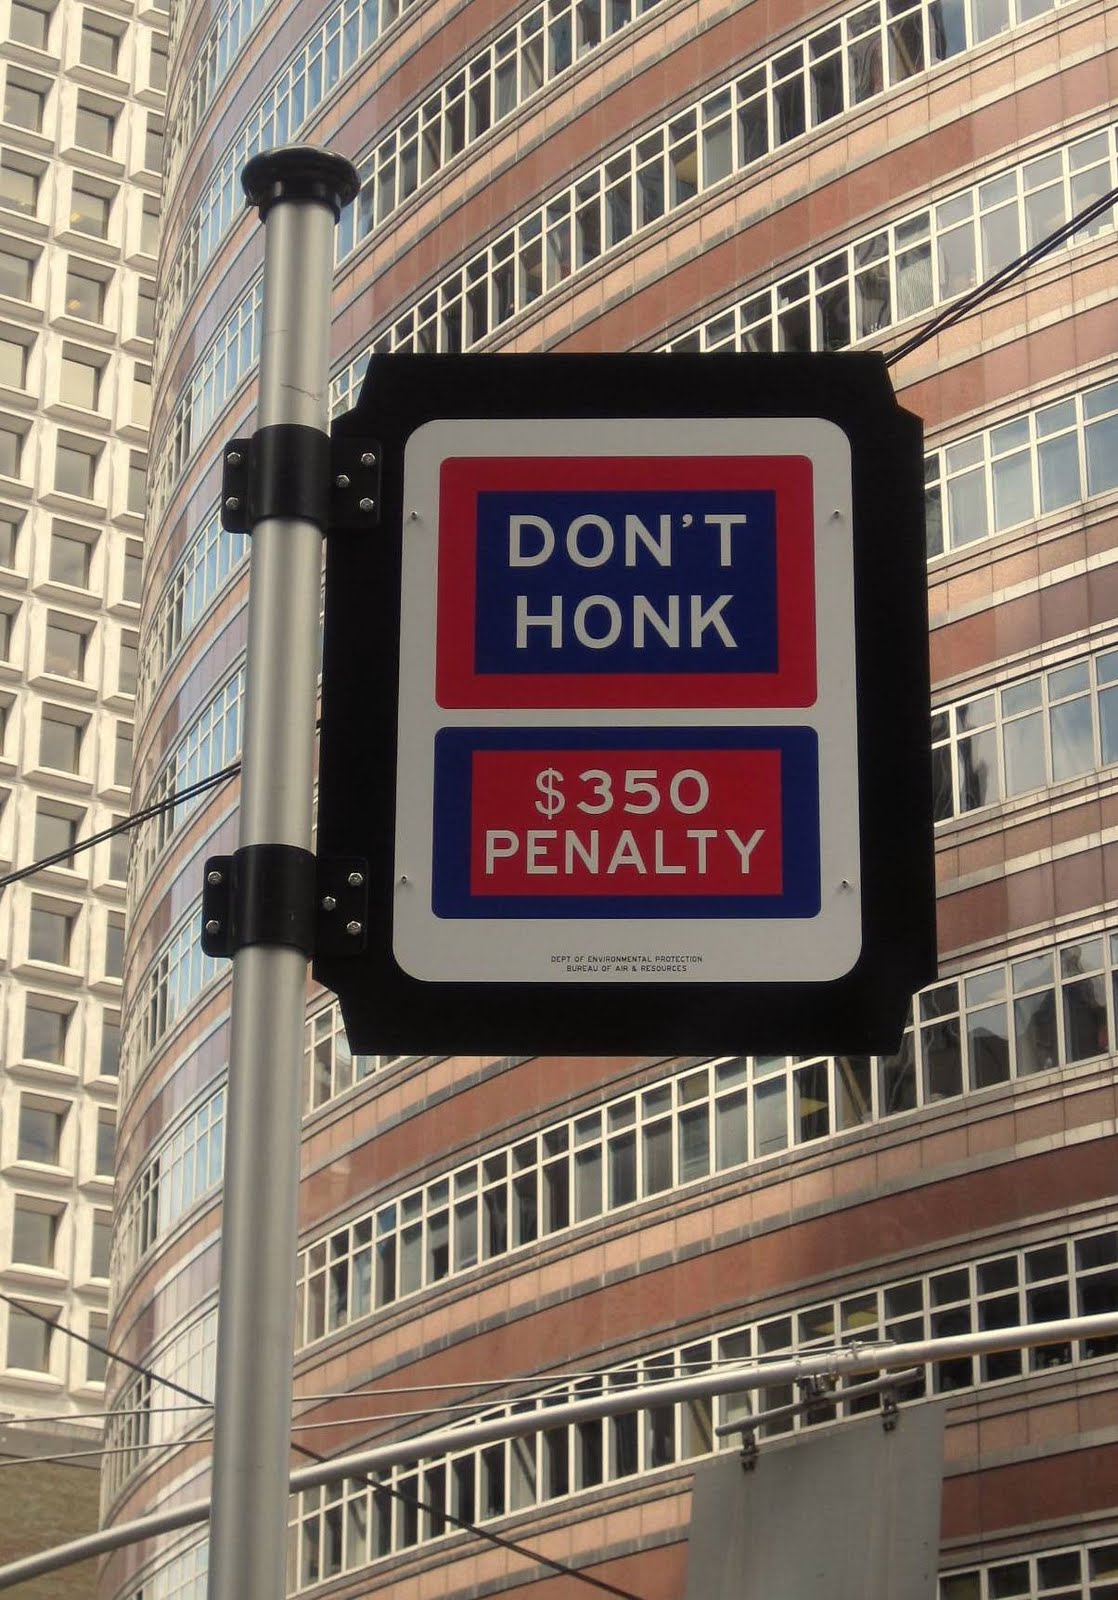 DON'T
HONK
$350
PENALTY
DEPT OF ENVIRONMENTAL PROTECTION
BUREAU OF AIR & RESOURCES